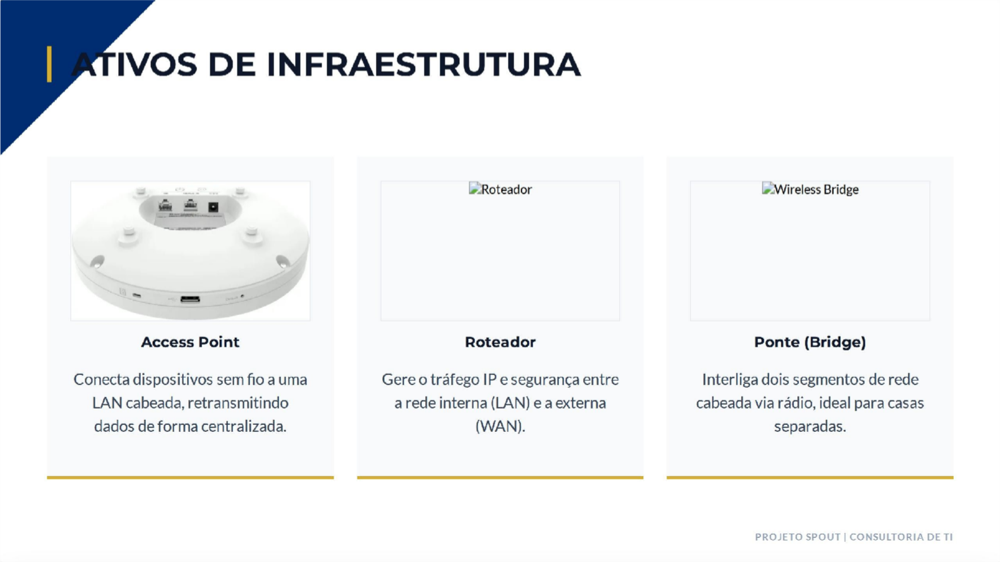 ATIVOS DE INFRAESTRUTURA
Roteador
Wireless Bridge
Access Point
Conecta dispositivos sem fio a uma
LAN cabeada, retransmitindo
dados de forma centralizada.
Roteador
Gere o tráfego IP e segurança entre
a rede interna (LAN) e a externa
(WAN).
Ponte (Bridge)
Interliga dois segmentos de rede
cabeada via rádio, ideal para casas
separadas.
PROJETO SPOUT | CONSULTORIA DE TI